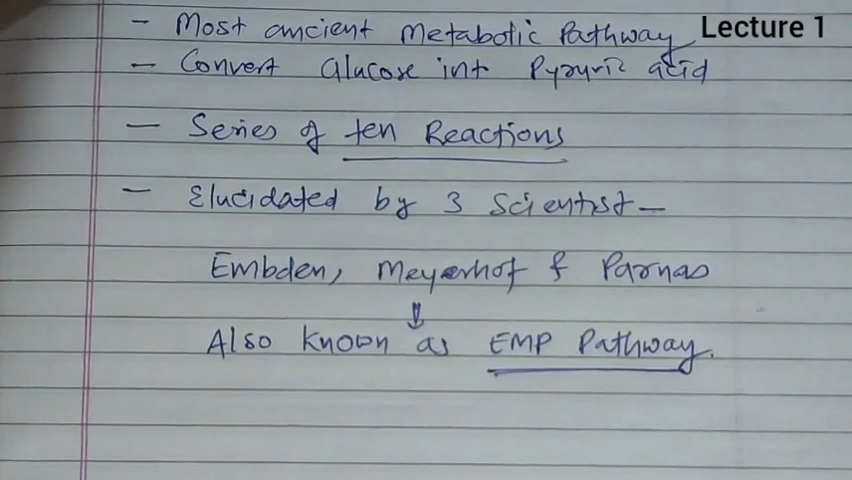 - Most ancient Metabolic Pathway Lecture 1
- Convert Glucose int Pyruvic acid
- Series of ten Reactions
- Elucidated by 3 Scientist -
Embden, Meyerhof & Parnas
↓
Also known as EMP Pathway.